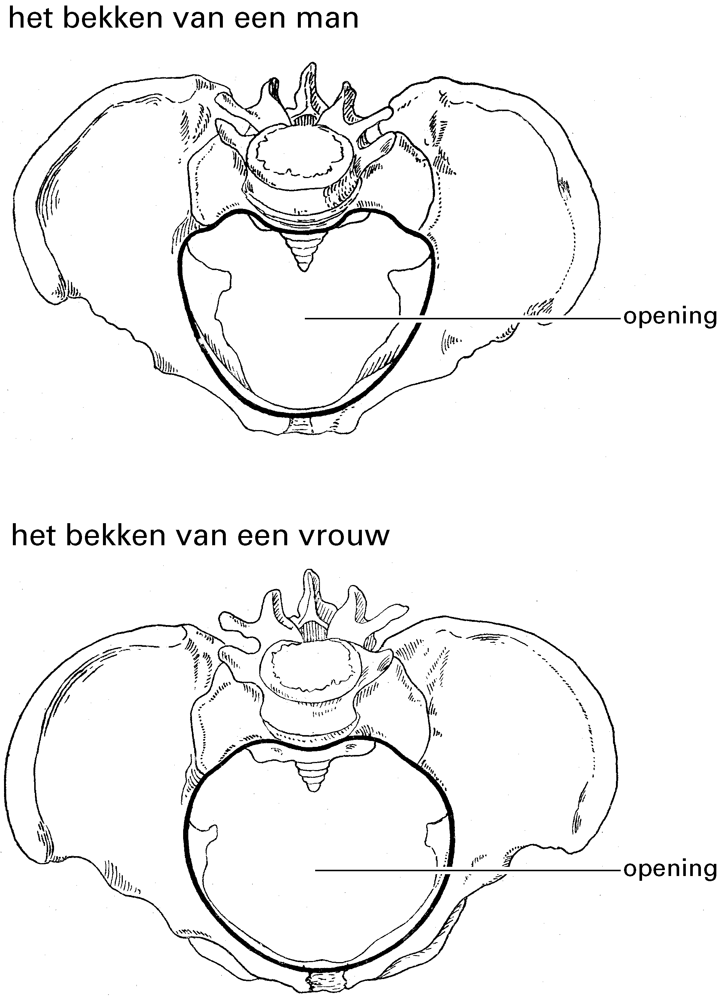 het bekken van een man
opening
het bekken van een vrouw
opening